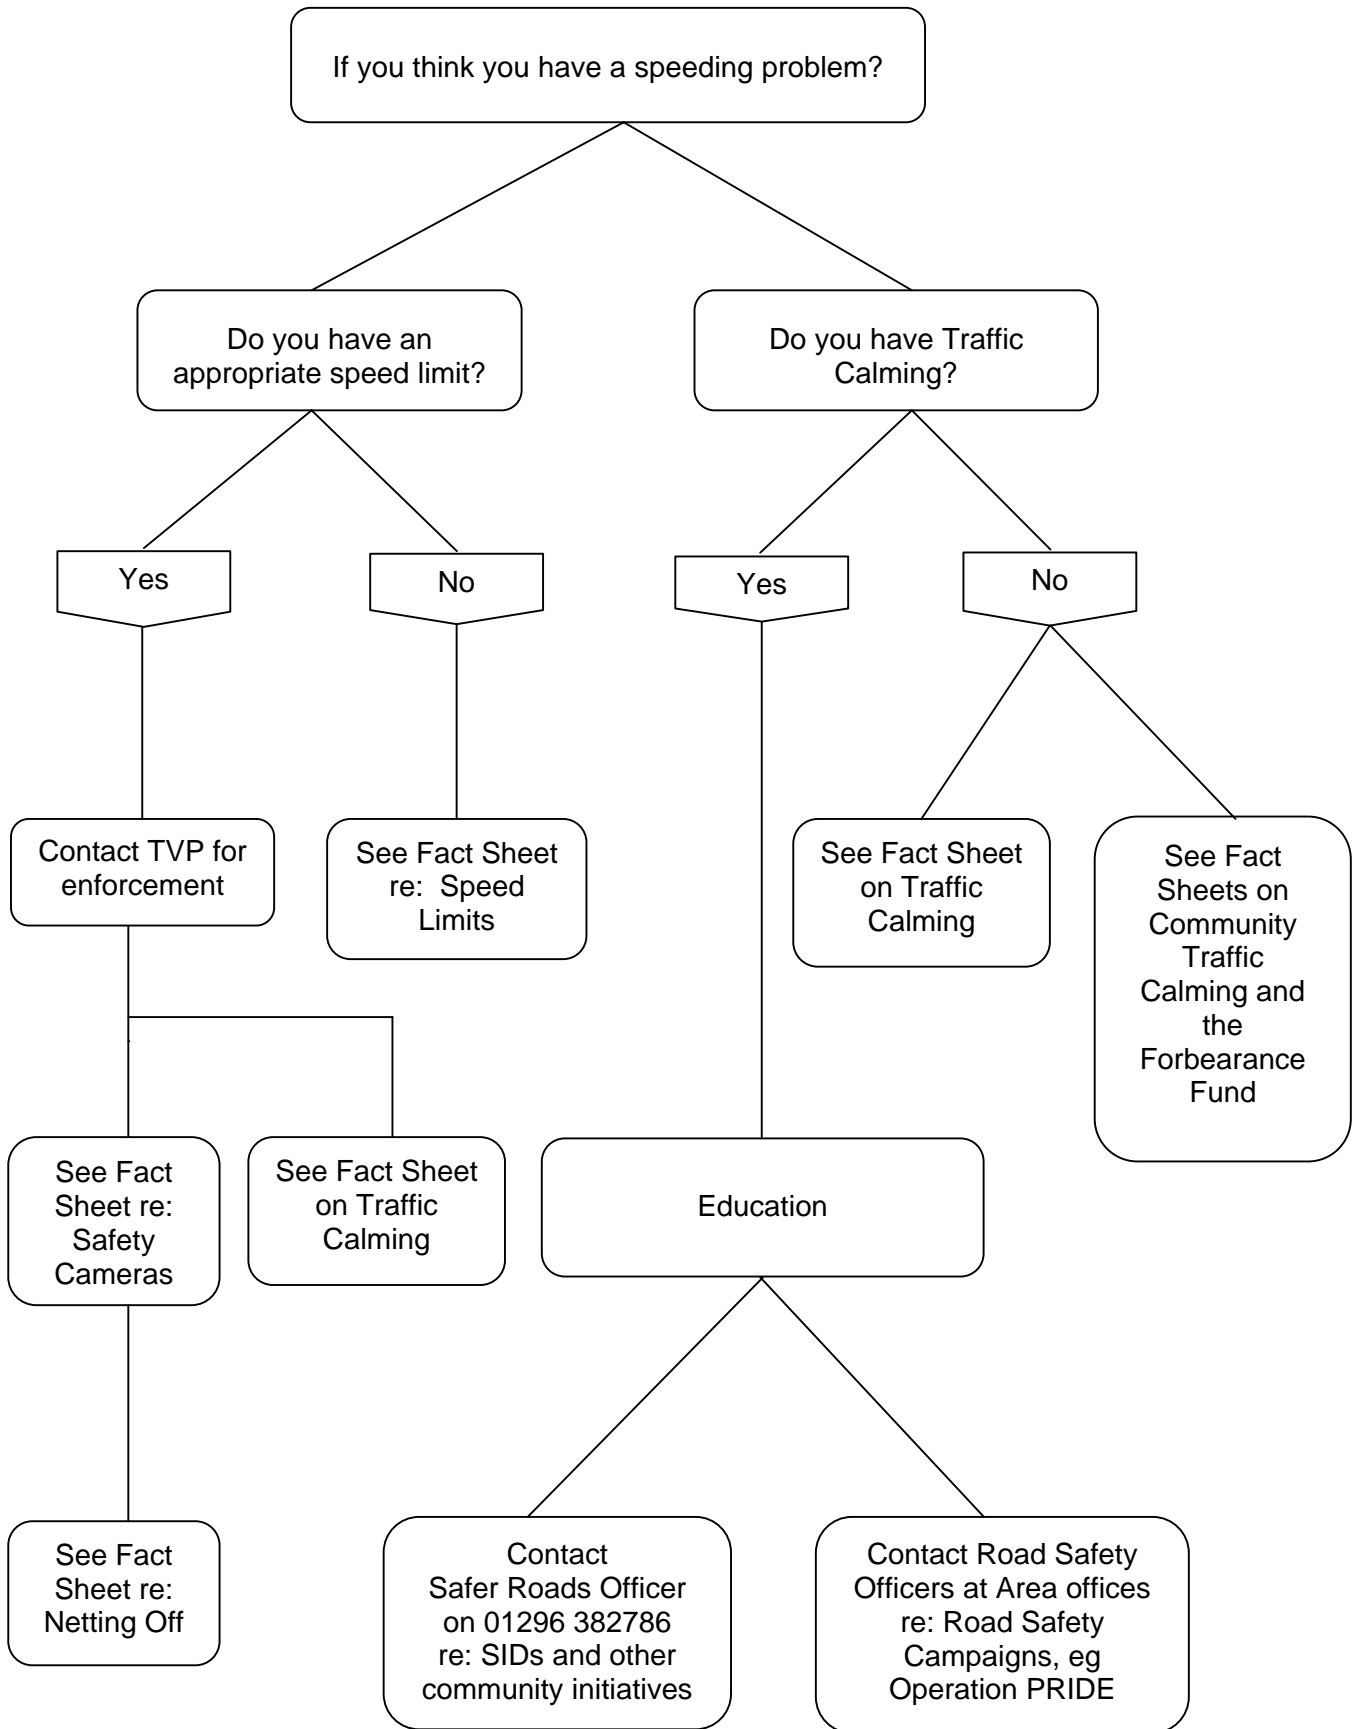 If you think you have a speeding problem?
Do you have an
appropriate speed limit?
Do you have Traffic
Calming?
Yes
No
Yes
No
Contact TVP for
enforcement
See Fact Sheet
re:  Speed
Limits
See Fact Sheet
on Traffic
Calming
See Fact
Sheets on
Community
Traffic
Calming and
the
Forbearance
Fund
See Fact
Sheet re:
Safety
Cameras
See Fact Sheet
on Traffic
Calming
Education
See Fact
Sheet re:
Netting Off
Contact
Safer Roads Officer
on 01296 382786
re: SIDs and other
community initiatives
Contact Road Safety
Officers at Area offices
re: Road Safety
Campaigns, eg
Operation PRIDE